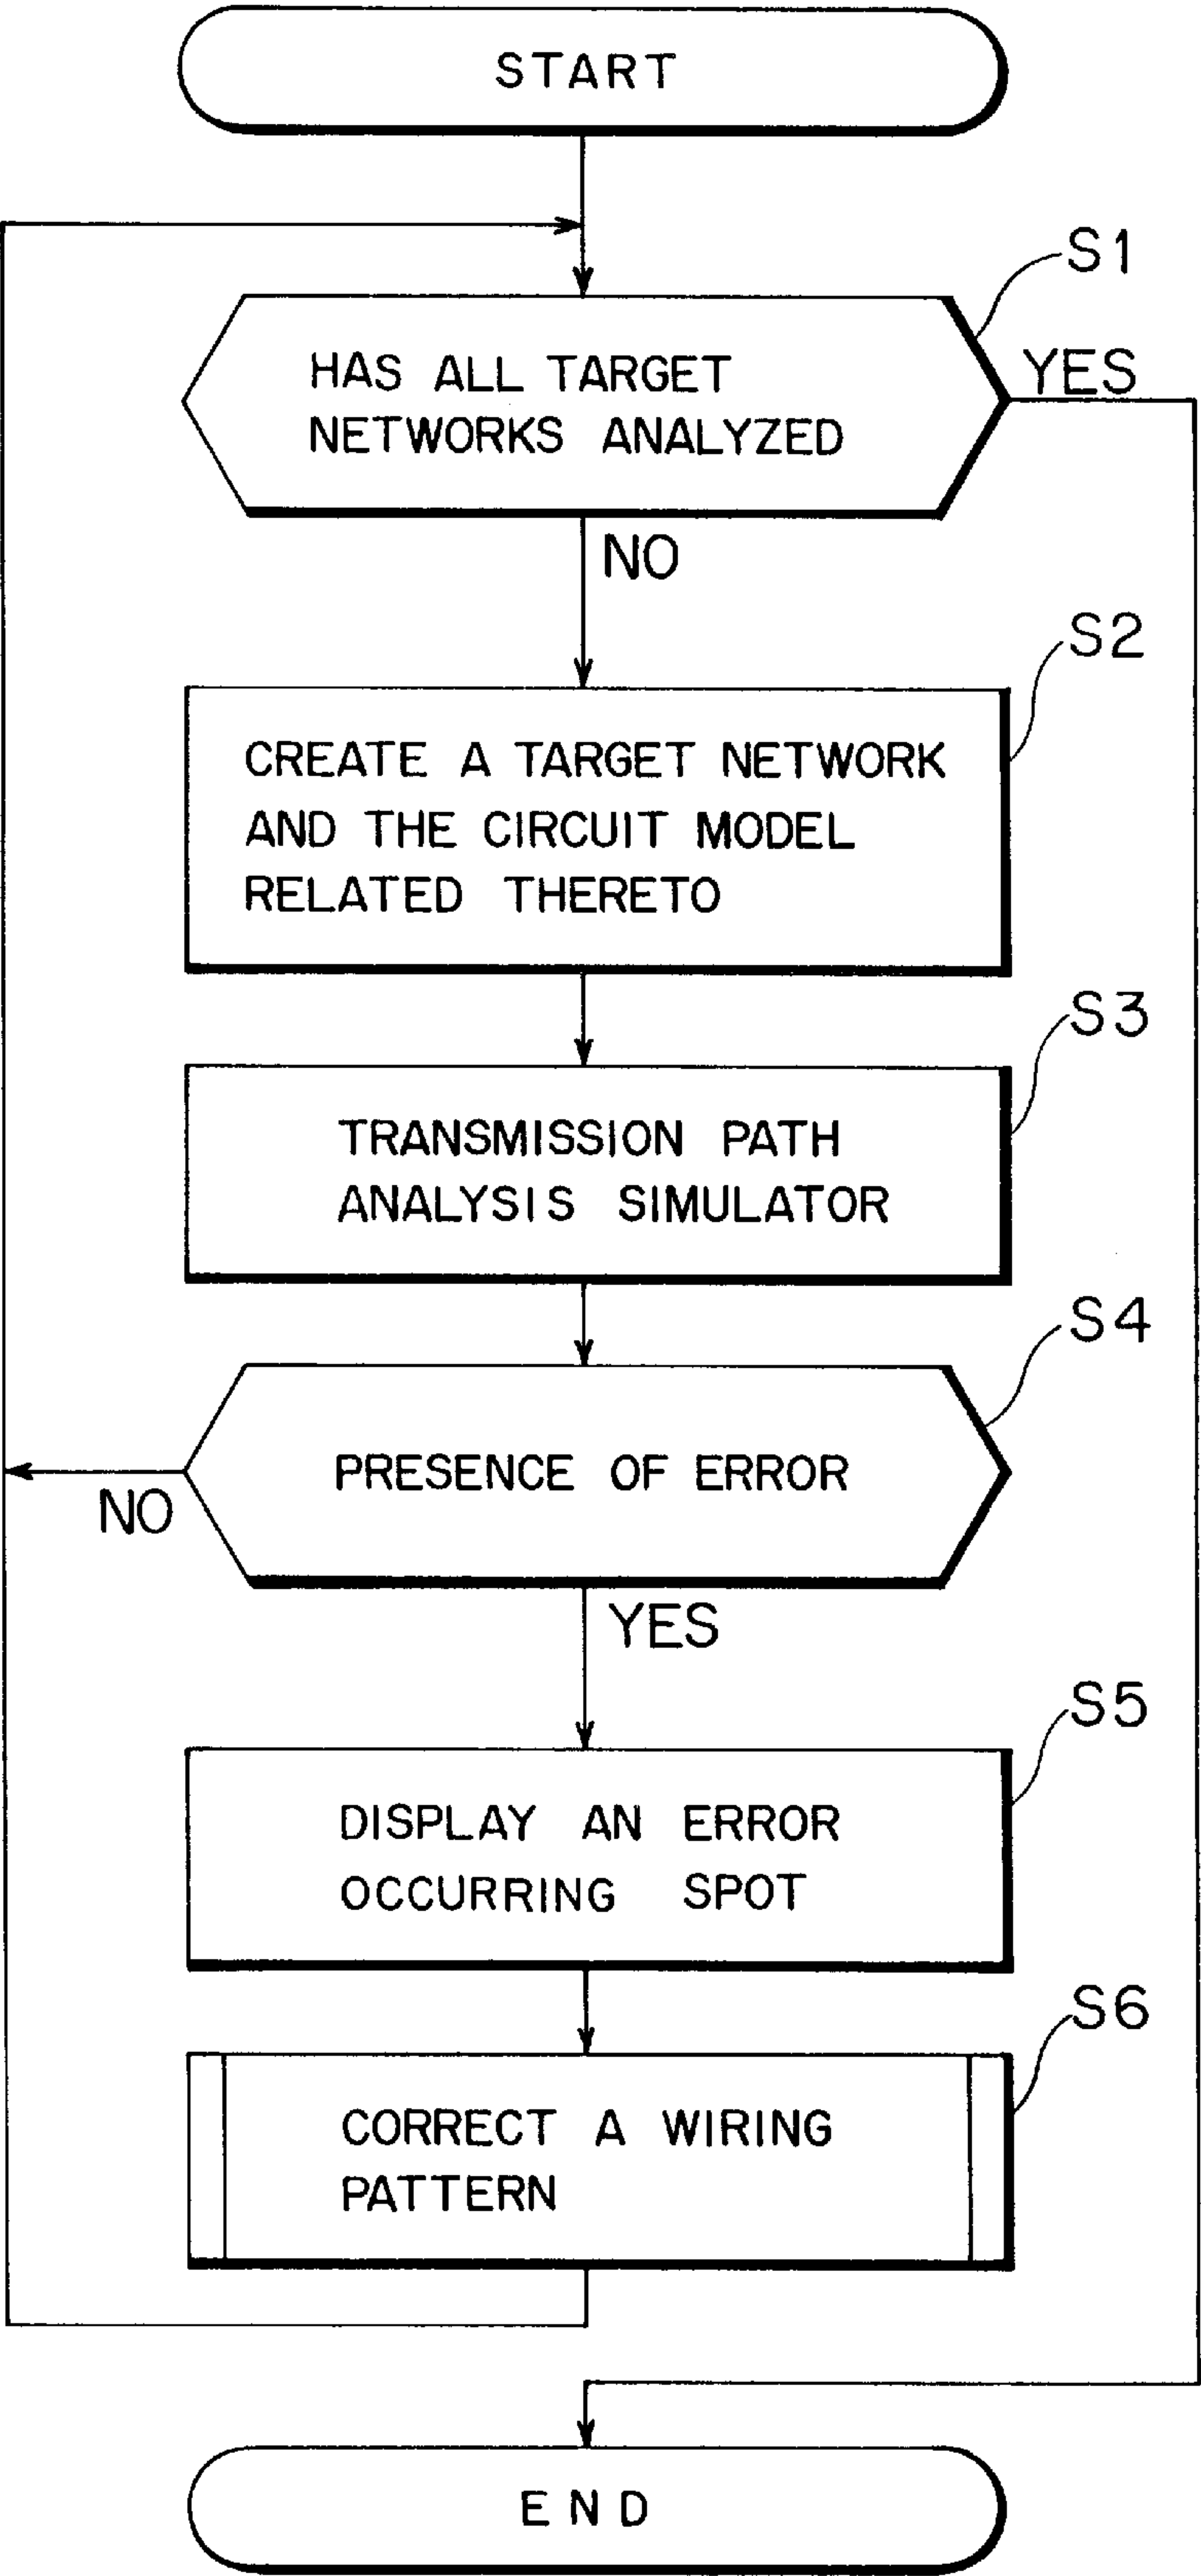 START
S1
HAS ALL TARGET
NETWORKS ANALYZED
YES
NO
S2
CREATE A TARGET NETWORK
AND THE CIRCUIT MODEL
RELATED THERETO
S3
TRANSMISSION PATH
ANALYSIS SIMULATOR
S4
PRESENCE OF ERROR
NO
YES
S5
DISPLAY AN ERROR
OCCURRING SPOT
S6
CORRECT A WIRING
PATTERN
END